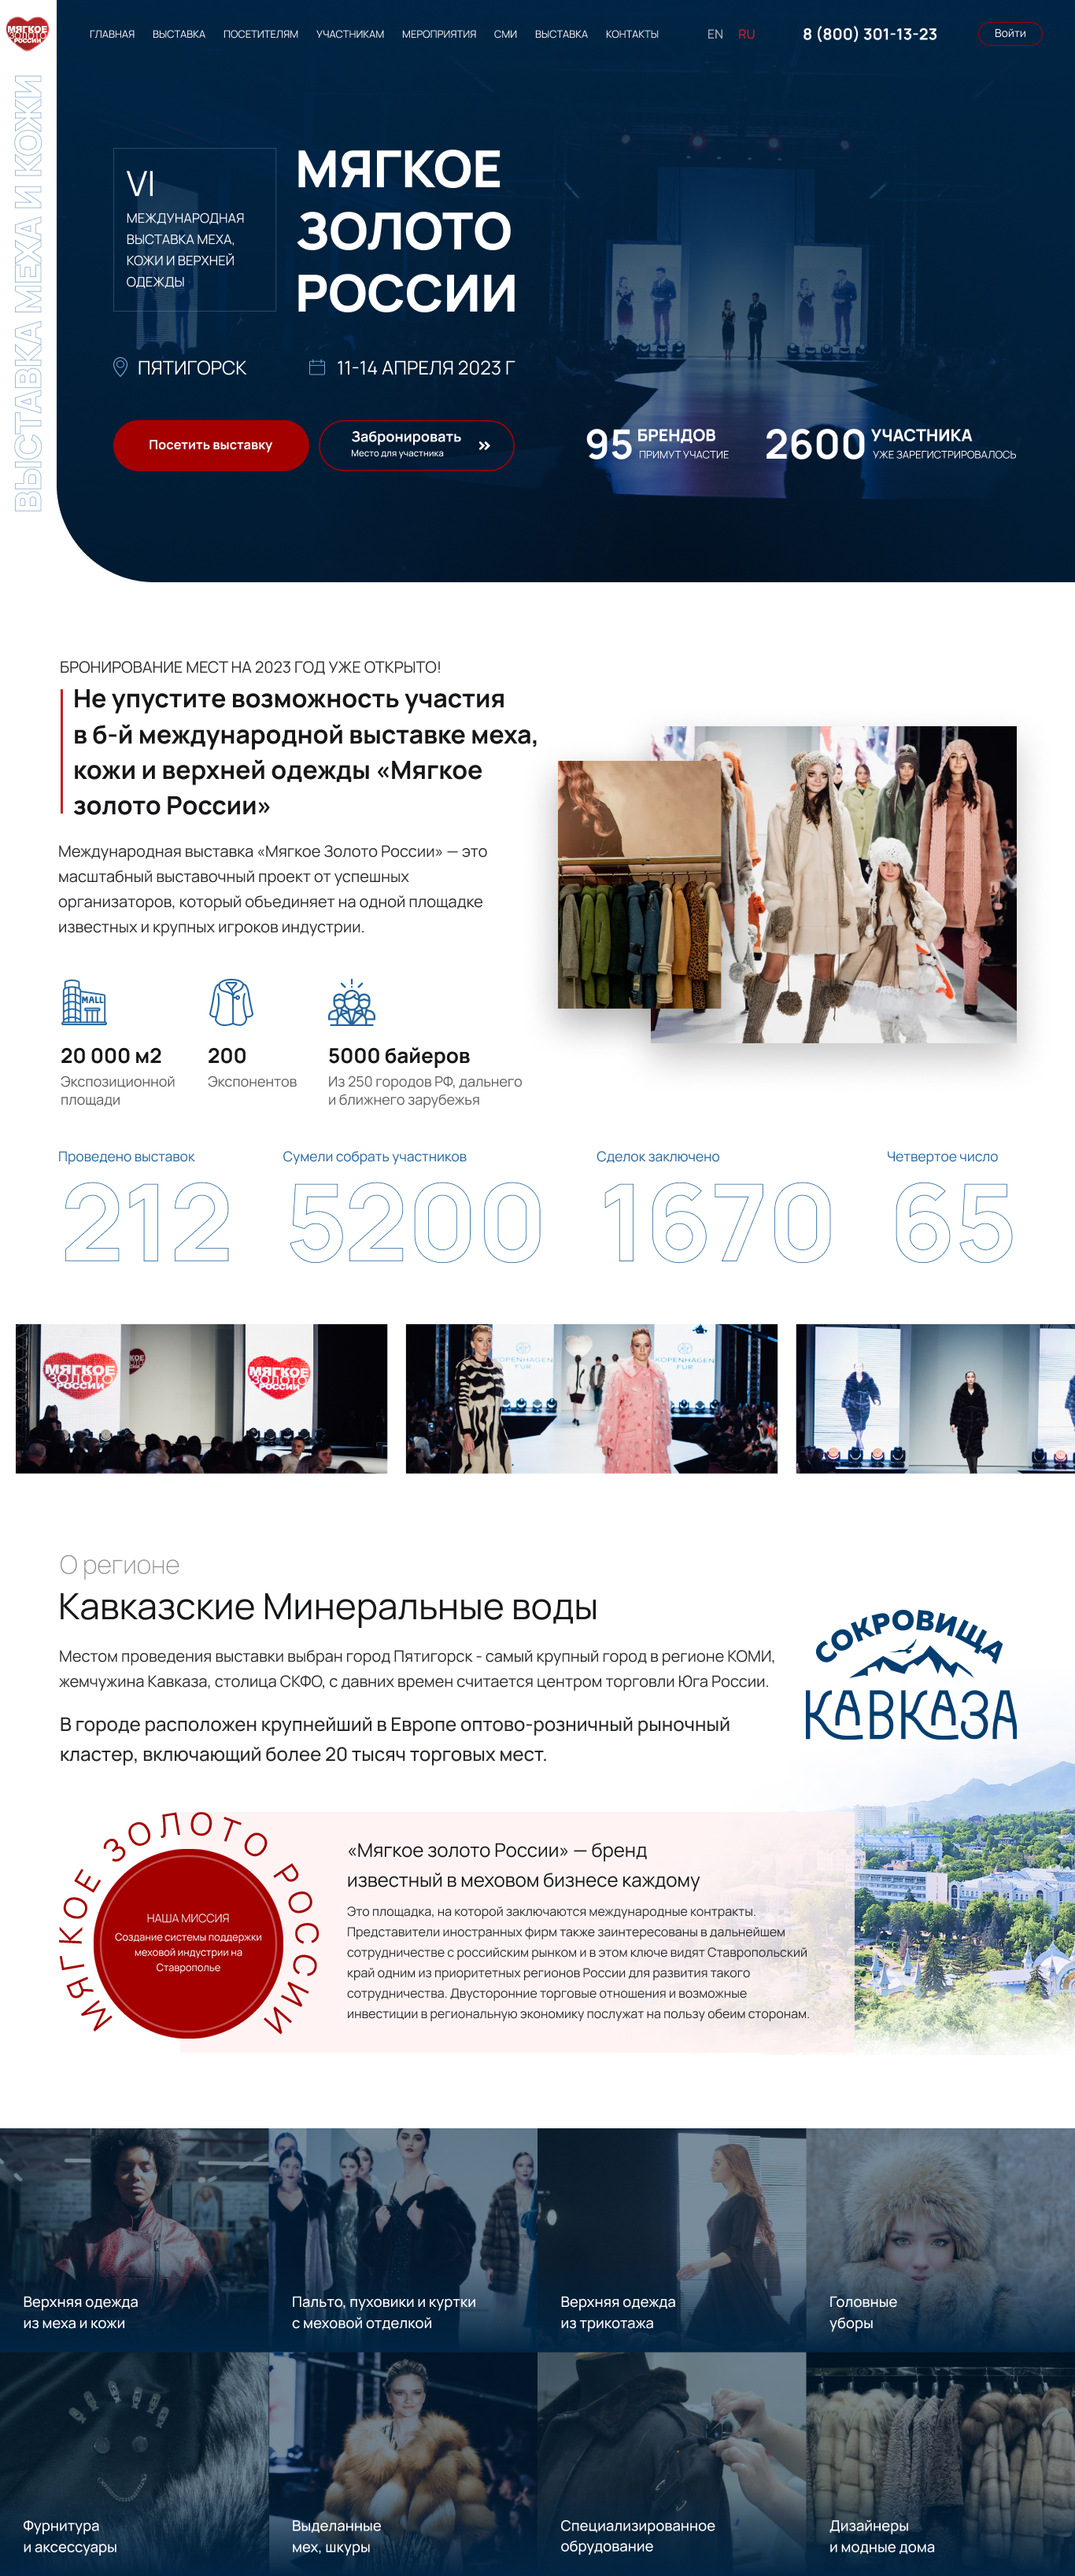 МЯГКОЕ
ЗОЛОТО
РОССИИ
ГЛАВНАЯ ВЫСТАВКА ПОСЕТИТЕЛЯМ УЧАСТНИКАМ МЕРОПРИЯТИЯ СМИ ВЫСТАВКА КОНТАКТЫ EN RU 8 (800) 301-13-23 Войти
ВЫСТАВКА МЕХА И КОЖИ
VI
МЕЖДУНАРОДНАЯ
ВЫСТАВКА МЕХА,
КОЖИ И ВЕРХНЕЙ
ОДЕЖДЫ
МЯГКОЕ
ЗОЛОТО
РОССИИ
ПЯТИГОРСК
11-14 АПРЕЛЯ 2023 Г
Посетить выставку
Забронировать
Место для участника
95 БРЕНДОВ
ПРИМУТ УЧАСТИЕ
2600 УЧАСТНИКА
УЖЕ ЗАРЕГИСТРИРОВАЛОСЬ
БРОНИРОВАНИЕ МЕСТ НА 2023 ГОД УЖЕ ОТКРЫТО!
Не упустите возможность участия
в б-й международной выставке меха,
кожи и верхней одежды «Мягкое
золото России»
Международная выставка «Мягкое Золото России» — это
масштабный выставочный проект от успешных
организаторов, который объединяет на одной площадке
известных и крупных игроков индустрии.
MALL
20 000 м2
Экспозиционной
площади
200
Экспонентов
5000 байеров
Из 250 городов РФ, дальнего
и ближнего зарубежья
Проведено выставок
212
Сумели собрать участников
5200
Сделок заключено
1670
Четвертое число
65
МЯГКОЕ
ЗОЛОТО
РОССИИ
МЯГКОЕ
ЗОЛОТО
РОССИИ
KOPENHAGEN
FUR
KOPENHAGEN
FUR
О регионе
Кавказские Минеральные воды
Местом проведения выставки выбран город Пятигорск - самый крупный город в регионе КОМИ,
жемчужина Кавказа, столица СКФО, с давних времен считается центром торговли Юга России.
В городе расположен крупнейший в Европе оптово-розничный рыночный
кластер, включающий более 20 тысяч торговых мест.
СОКРОВИЩА
КАВКАЗА
МЯГКОЕ ЗОЛОТО РОССИИ
НАША МИССИЯ
Создание системы поддержки
меховой индустрии на
Ставрополье
«Мягкое золото России» — бренд
известный в меховом бизнесе каждому
Это площадка, на которой заключаются международные контракты.
Представители иностранных фирм также заинтересованы в дальнейшем
сотрудничестве с российским рынком и в этом ключе видят Ставропольский
край одним из приоритетных регионов России для развития такого
сотрудничества. Двусторонние торговые отношения и возможные
инвестиции в региональную экономику послужат на пользу обеим сторонам.
Верхняя одежда
из меха и кожи
Пальто, пуховики и куртки
с меховой отделкой
Верхняя одежда
из трикотажа
Головные
уборы
Фурнитура
и аксессуары
Выделанные
мех, шкуры
Специализированное
обрудование
Дизайнеры
и модные дома